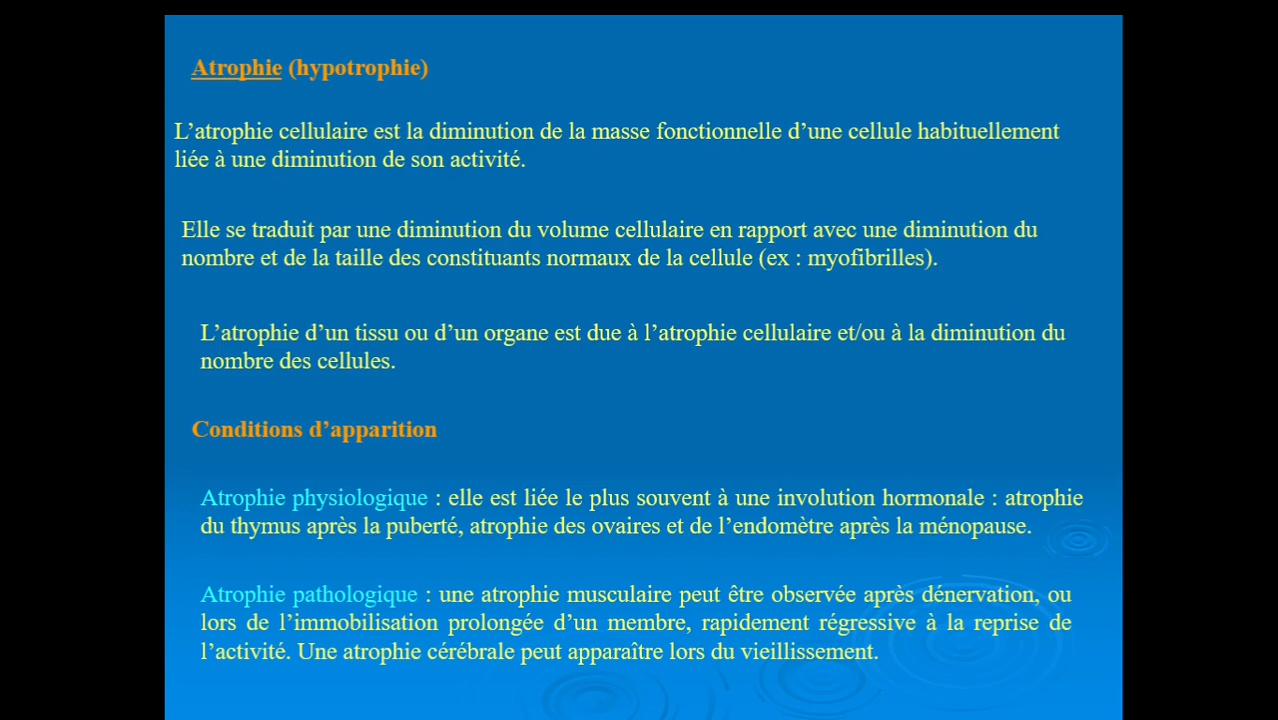 Atrophie (hypotrophie)
L’atrophie cellulaire est la diminution de la masse fonctionnelle d’une cellule habituellement
liée à une diminution de son activité.
Elle se traduit par une diminution du volume cellulaire en rapport avec une diminution du
nombre et de la taille des constituants normaux de la cellule (ex : myofibrilles).
L’atrophie d’un tissu ou d’un organe est due à l’atrophie cellulaire et/ou à la diminution du
nombre des cellules.
Conditions d’apparition
Atrophie physiologique : elle est liée le plus souvent à une involution hormonale : atrophie
du thymus après la puberté, atrophie des ovaires et de l’endomètre après la ménopause.
Atrophie pathologique : une atrophie musculaire peut être observée après dénervation, ou
lors de l’immobilisation prolongée d’un membre, rapidement régressive à la reprise de
l’activité. Une atrophie cérébrale peut apparaître lors du vieillissement.